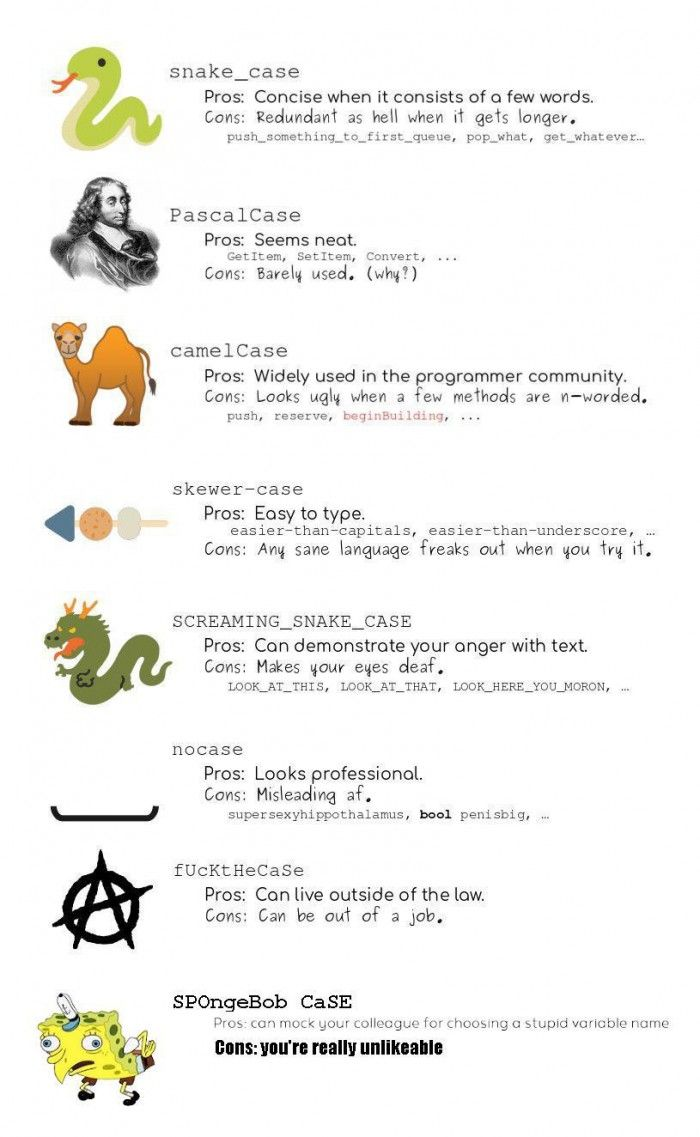 snake_case
Pros: Concise when it consists of a few words.
Cons: Redundant as hell when it gets longer.
push_something_to_first_queue, pop_what, get_whatever…
PascalCase
Pros: Seems neat.
GetItem, SetItem, Convert, ...
Cons: Barely used. (why?)
camelCase
Pros: Widely used in the programmer community.
Cons: Looks ugly when a few methods are n-worded.
push, reserve, beginBuilding, ...
skewer-case
Pros: Easy to type.
easier-than-capitals, easier-than-underscore, …
Cons: Any sane language freaks out when you try it.
SCREAMING_SNAKE_CASE
Pros: Can demonstrate your anger with text.
Cons: Makes your eyes deaf.
LOOK_AT_THIS, LOOK_AT_THAT, LOOK_HERE_YOU_MORON, …
nocase
Pros: Looks professional.
Cons: Misleading af.
supersexyhippothalamus, bool penisbig, …
fUcKtHeCaSe
Pros: Can live outside of the law.
Cons: Can be out of a job.
SPOngeBob CaSE
Pros: can mock your colleague for choosing a stupid variable name
Cons: you're really unlikeable